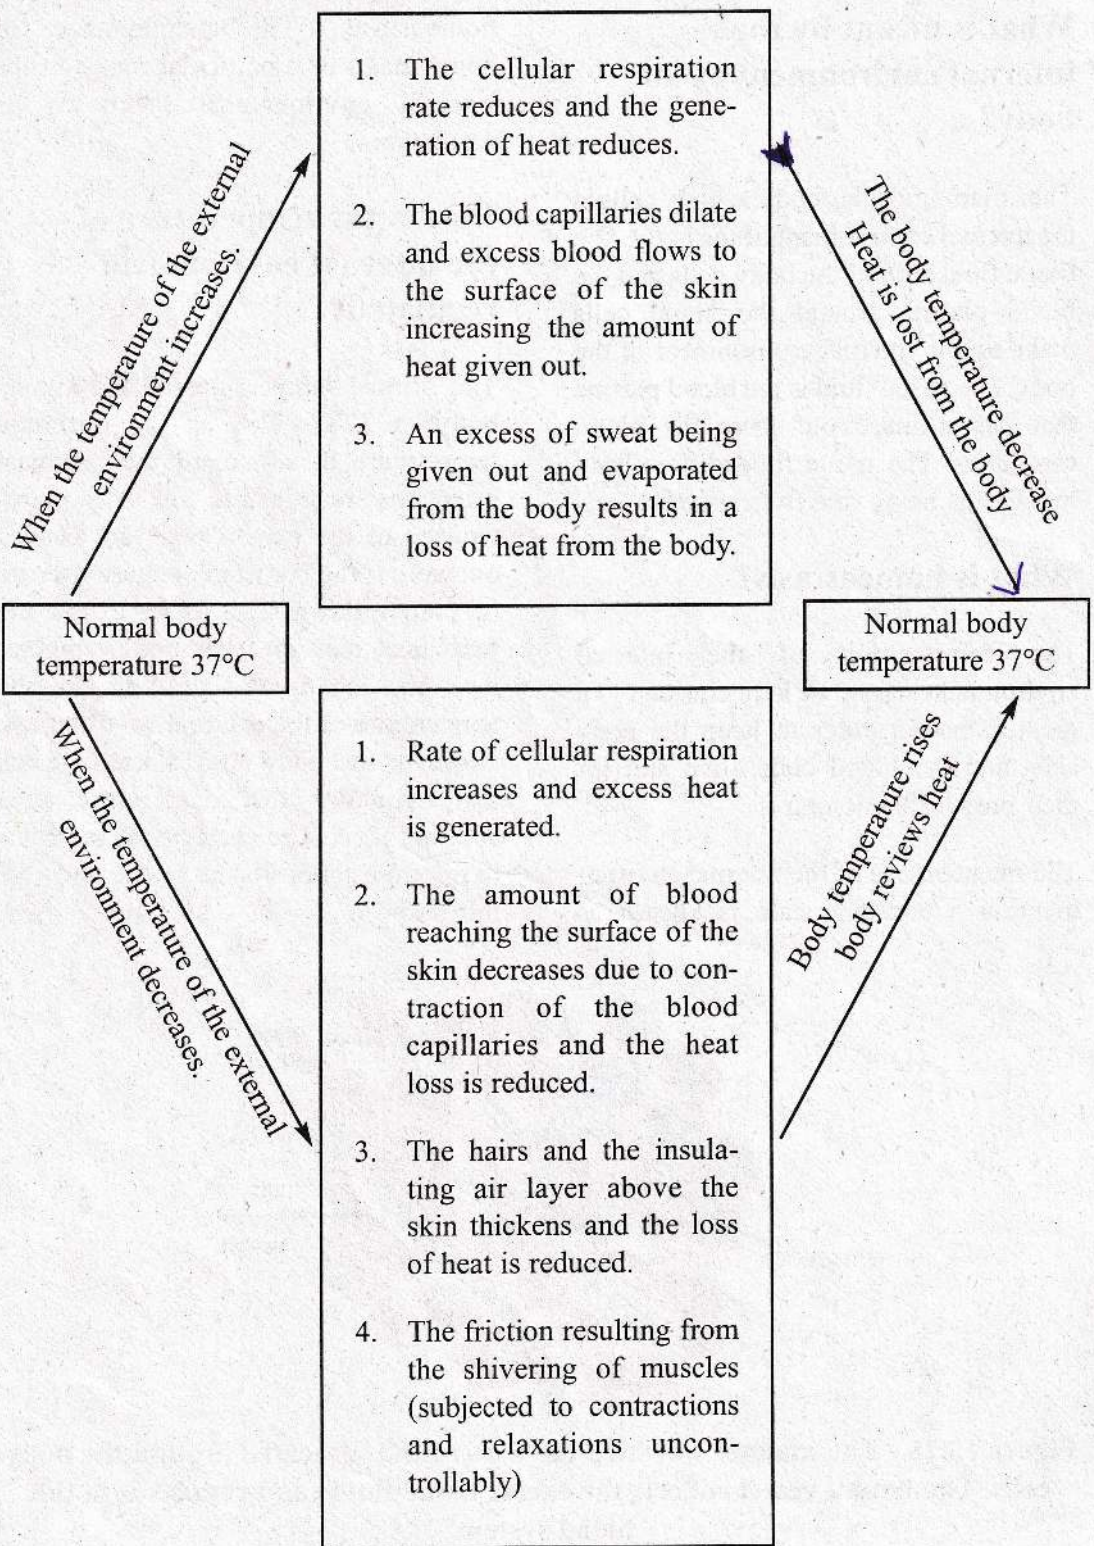 1. The cellular respiration
rate reduces and the gene-
ration of heat reduces.
2. The blood capillaries dilate
and excess blood flows to
the surface of the skin
increasing the amount of
heat given out.
3. An excess of sweat being
given out and evaporated
from the body results in a
loss of heat from the body.
When the temperature of the external
environment increases.
The body temperature decrease
Heat is lost from the body
Normal body
temperature 37°C
Normal body
temperature 37°C
When the temperature of the external
environment decreases.
1. Rate of cellular respiration
increases and excess heat
is generated.
2. The amount of blood
reaching the surface of the
skin decreases due to con-
traction of the blood
capillaries and the heat
loss is reduced.
3. The hairs and the insula-
ting air layer above the
skin thickens and the loss
of heat is reduced.
4. The friction resulting from
the shivering of muscles
(subjected to contractions
and relaxations uncon-
trollably)
Body temperature rises
body reviews heat